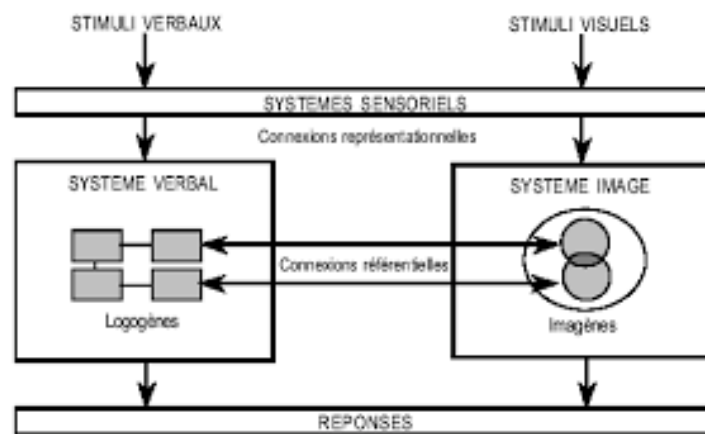 STIMULI VERBAUX
STIMULI VISUELS
SYSTEMES SENSORIELS
Connexions représentationnelles
SYSTEME VERBAL
SYSTEME IMAGE
Connexions référentielles
Logogènes
Imagènes
REPONSES